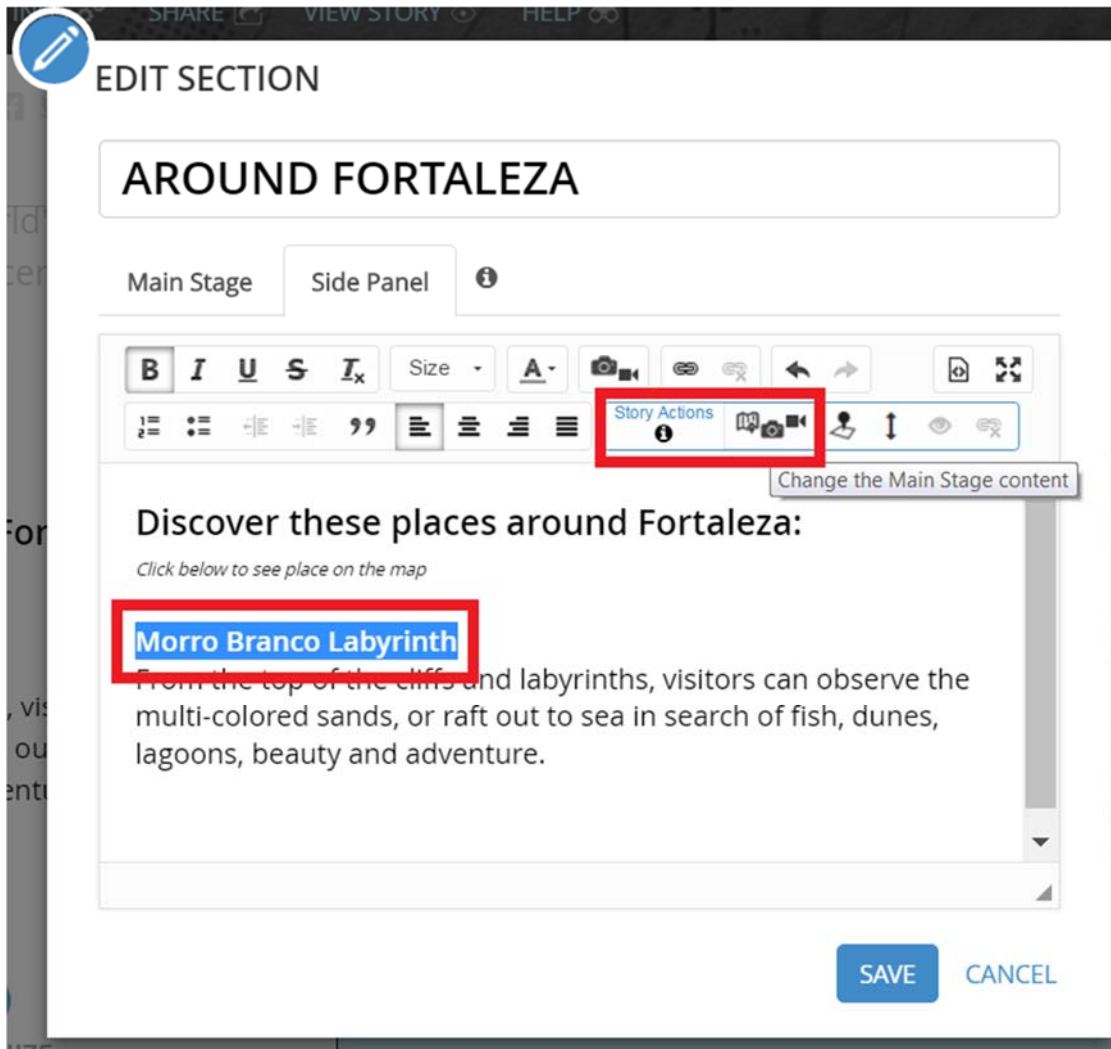 SHARE VIEW STORY HELP
EDIT SECTION
AROUND FORTALEZA
Main Stage Side Panel
B I U S Tx Size A
Story Actions
Change the Main Stage content
Discover these places around Fortaleza:
Click below to see place on the map
Morro Branco Labyrinth
From the top of the cliffs and labyrinths, visitors can observe the
multi-colored sands, or raft out to sea in search of fish, dunes,
lagoons, beauty and adventure.
SAVE CANCEL